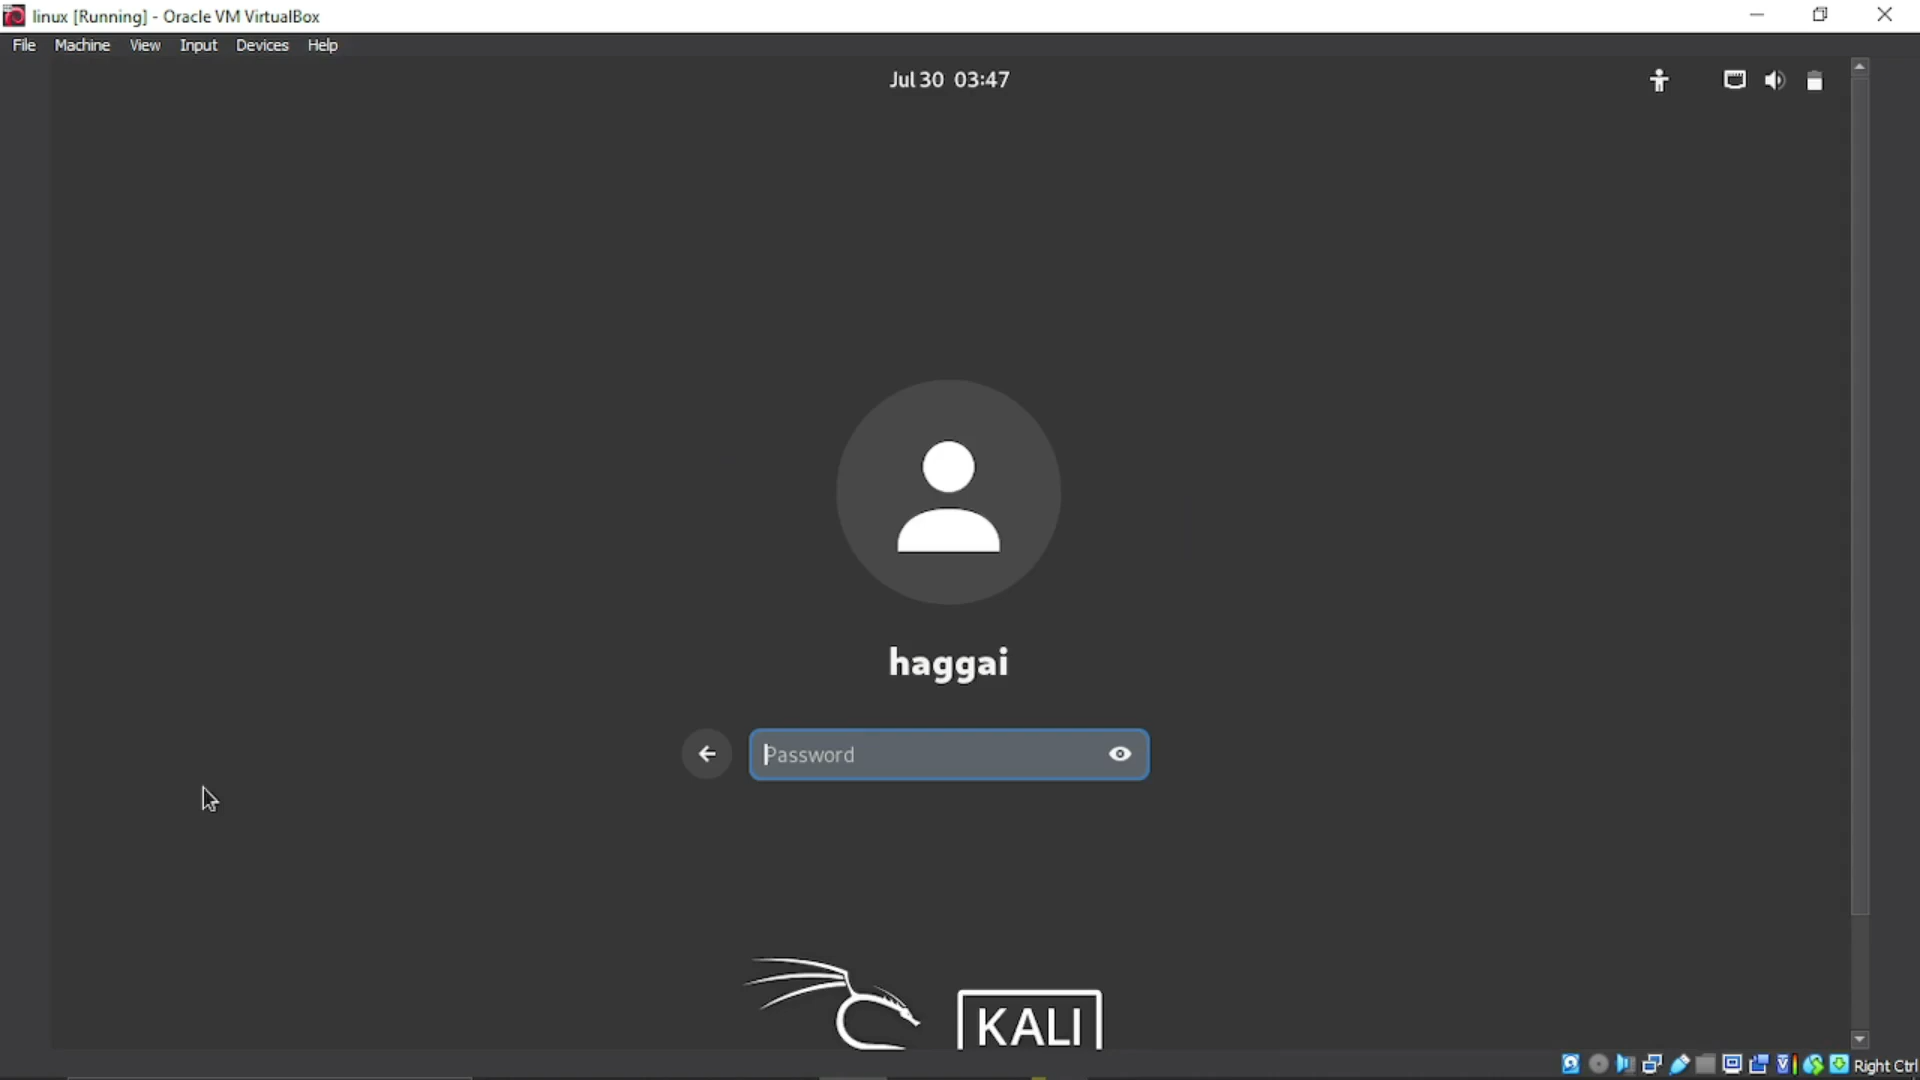 linux [Running] - Oracle VM VirtualBox
File Machine View Input Devices Help
Jul 30 03:47
haggai
Password
KALI
Right Ctrl